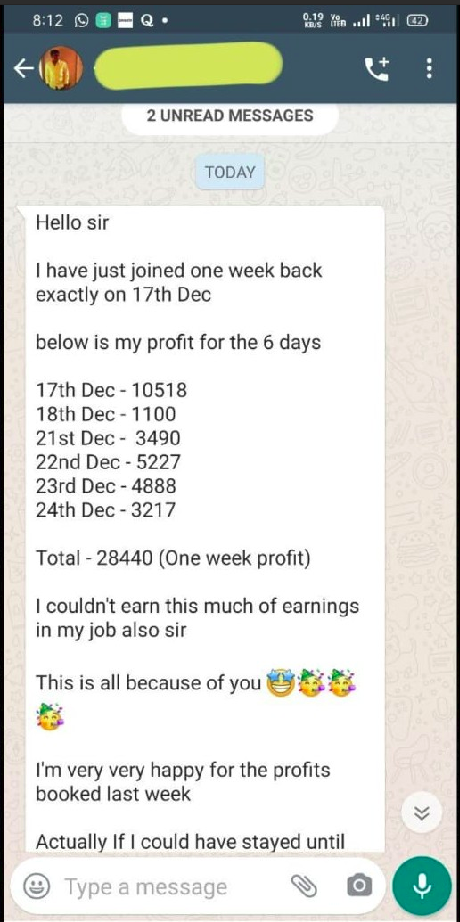 8:12 Q •
0.19 KB/S Vo LTE 4G 42
2 UNREAD MESSAGES
TODAY
Hello sir
I have just joined one week back
exactly on 17th Dec
below is my profit for the 6 days
17th Dec - 10518
18th Dec - 1100
21st Dec - 3490
22nd Dec - 5227
23rd Dec - 4888
24th Dec - 3217
Total - 28440 (One week profit)
I couldn't earn this much of earnings
in my job also sir
This is all because of you 🤩🥳🥳
🥳
I'm very very happy for the profits
booked last week
Actually If I could have stayed until
Type a message